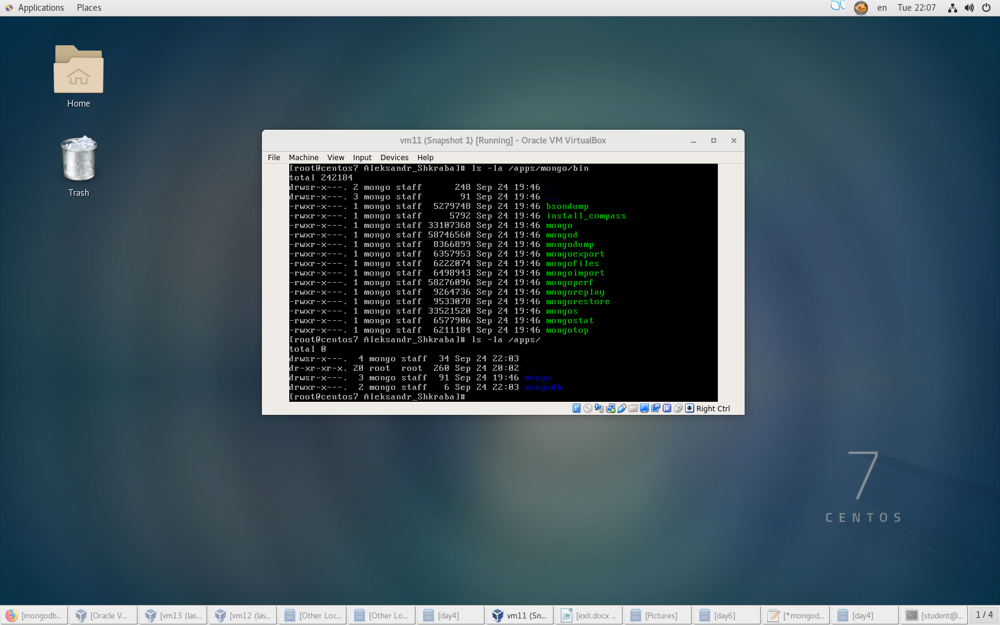 Applications Places en Tue 22:07
Home
Trash
vm11 (Snapshot 1) [Running] - Oracle VM VirtualBox
File Machine View Input Devices Help
[root@centos7 Aleksandr_Shkraba]# ls -la /apps/mongo/bin
total 242184
drwsr-x---. 2 mongo staff 248 Sep 24 19:46 .
drwsr-x---. 3 mongo staff 91 Sep 24 19:46 ..
-rwxr-x---. 1 mongo staff 5279748 Sep 24 19:46 bsondump
-rwxr-x---. 1 mongo staff 5792 Sep 24 19:46 install_compass
-rwxr-x---. 1 mongo staff 33107368 Sep 24 19:46 mongo
-rwxr-x---. 1 mongo staff 58746560 Sep 24 19:46 mongod
-rwxr-x---. 1 mongo staff 8366899 Sep 24 19:46 mongodump
-rwxr-x---. 1 mongo staff 6357953 Sep 24 19:46 mongoexport
-rwxr-x---. 1 mongo staff 6222074 Sep 24 19:46 mongofiles
-rwxr-x---. 1 mongo staff 6498943 Sep 24 19:46 mongoimport
-rwxr-x---. 1 mongo staff 58276096 Sep 24 19:46 mongoperf
-rwxr-x---. 1 mongo staff 9264736 Sep 24 19:46 mongoreplay
-rwxr-x---. 1 mongo staff 9533078 Sep 24 19:46 mongorestore
-rwxr-x---. 1 mongo staff 33521520 Sep 24 19:46 mongos
-rwxr-x---. 1 mongo staff 6577906 Sep 24 19:46 mongostat
-rwxr-x---. 1 mongo staff 6211184 Sep 24 19:46 mongotop
[root@centos7 Aleksandr_Shkraba]# ls -la /apps/
total 0
drwsr-x---. 4 mongo staff 34 Sep 24 22:03 .
dr-xr-xr-x. 20 root root 260 Sep 24 20:02 ..
drwsr-x---. 3 mongo staff 91 Sep 24 19:46 mongo
drwxr-x---. 2 mongo staff 6 Sep 24 22:03 mongodb
[root@centos7 Aleksandr_Shkraba]#
Right Ctrl
7
CENTOS
[mongodb... [Oracle V... [vm13 (las... [vm12 (las... [Other Loc... [Other Lo... [day4] vm11 (Sn... [exit.docx ... [Pictures] [day6] [*mongod... [day4] [student@... 1 / 4